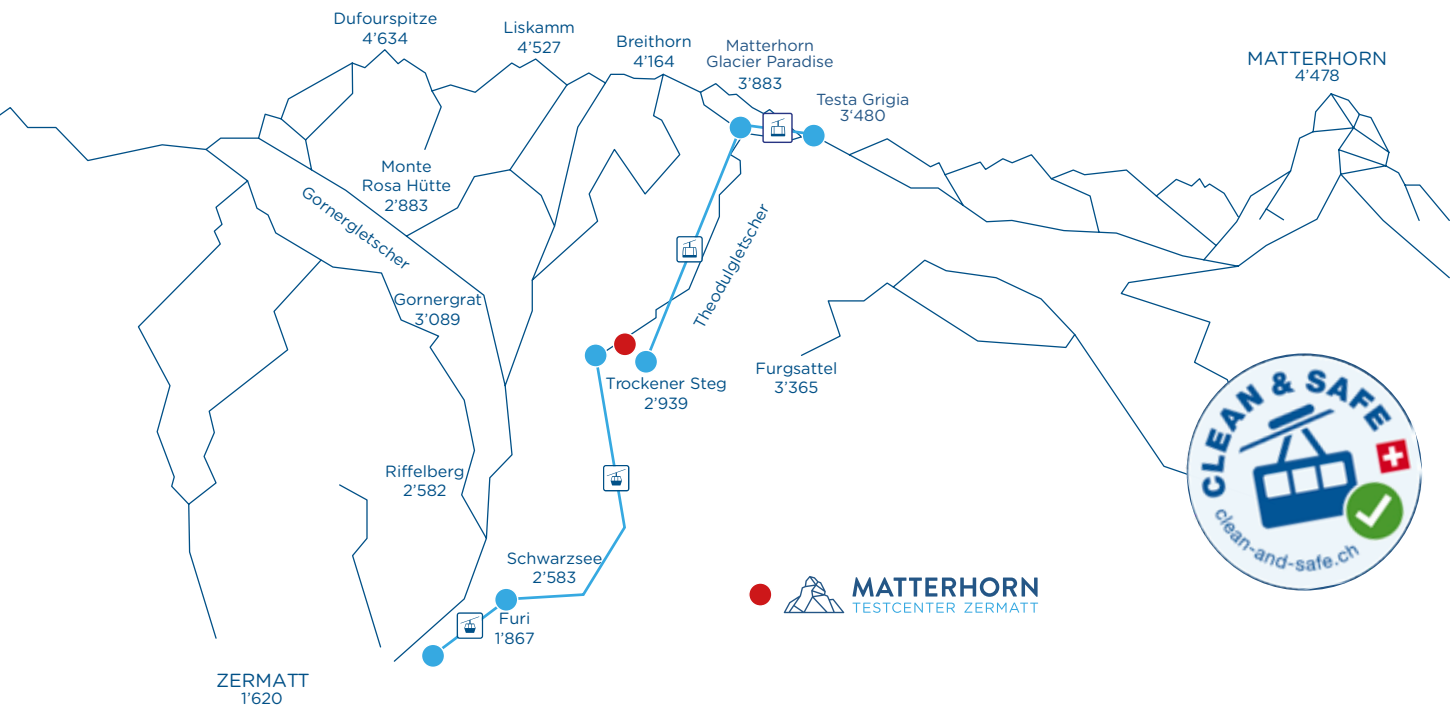 Dufourspitze
4’634
Liskamm
4’527
Breithorn
4’164
Matterhorn
Glacier Paradise
3’883
Testa Grigia
3‘480
MATTERHORN
4’478
Monte
Rosa Hütte
2’883
Gornergletscher
Theodulgletscher
Gornergrat
3’089
Furgsattel
3’365
Trockener Steg
2’939
Riffelberg
2’582
Schwarzsee
2’583
Furi
1’867
ZERMATT
1’620
MATTERHORN
TESTCENTER ZERMATT
CLEAN & SAFE
clean-and-safe.ch